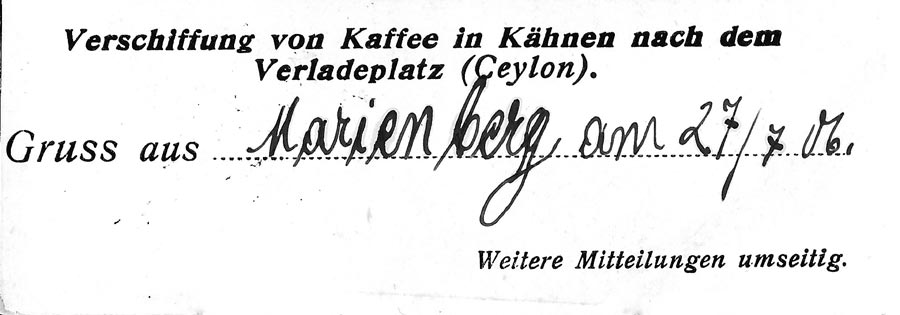 Verschiffung von Kaffee in Kähnen nach dem
Verladeplatz (Ceylon).
Gruss aus Marienberg am 27/7 06.
Weitere Mitteilungen umseitig.